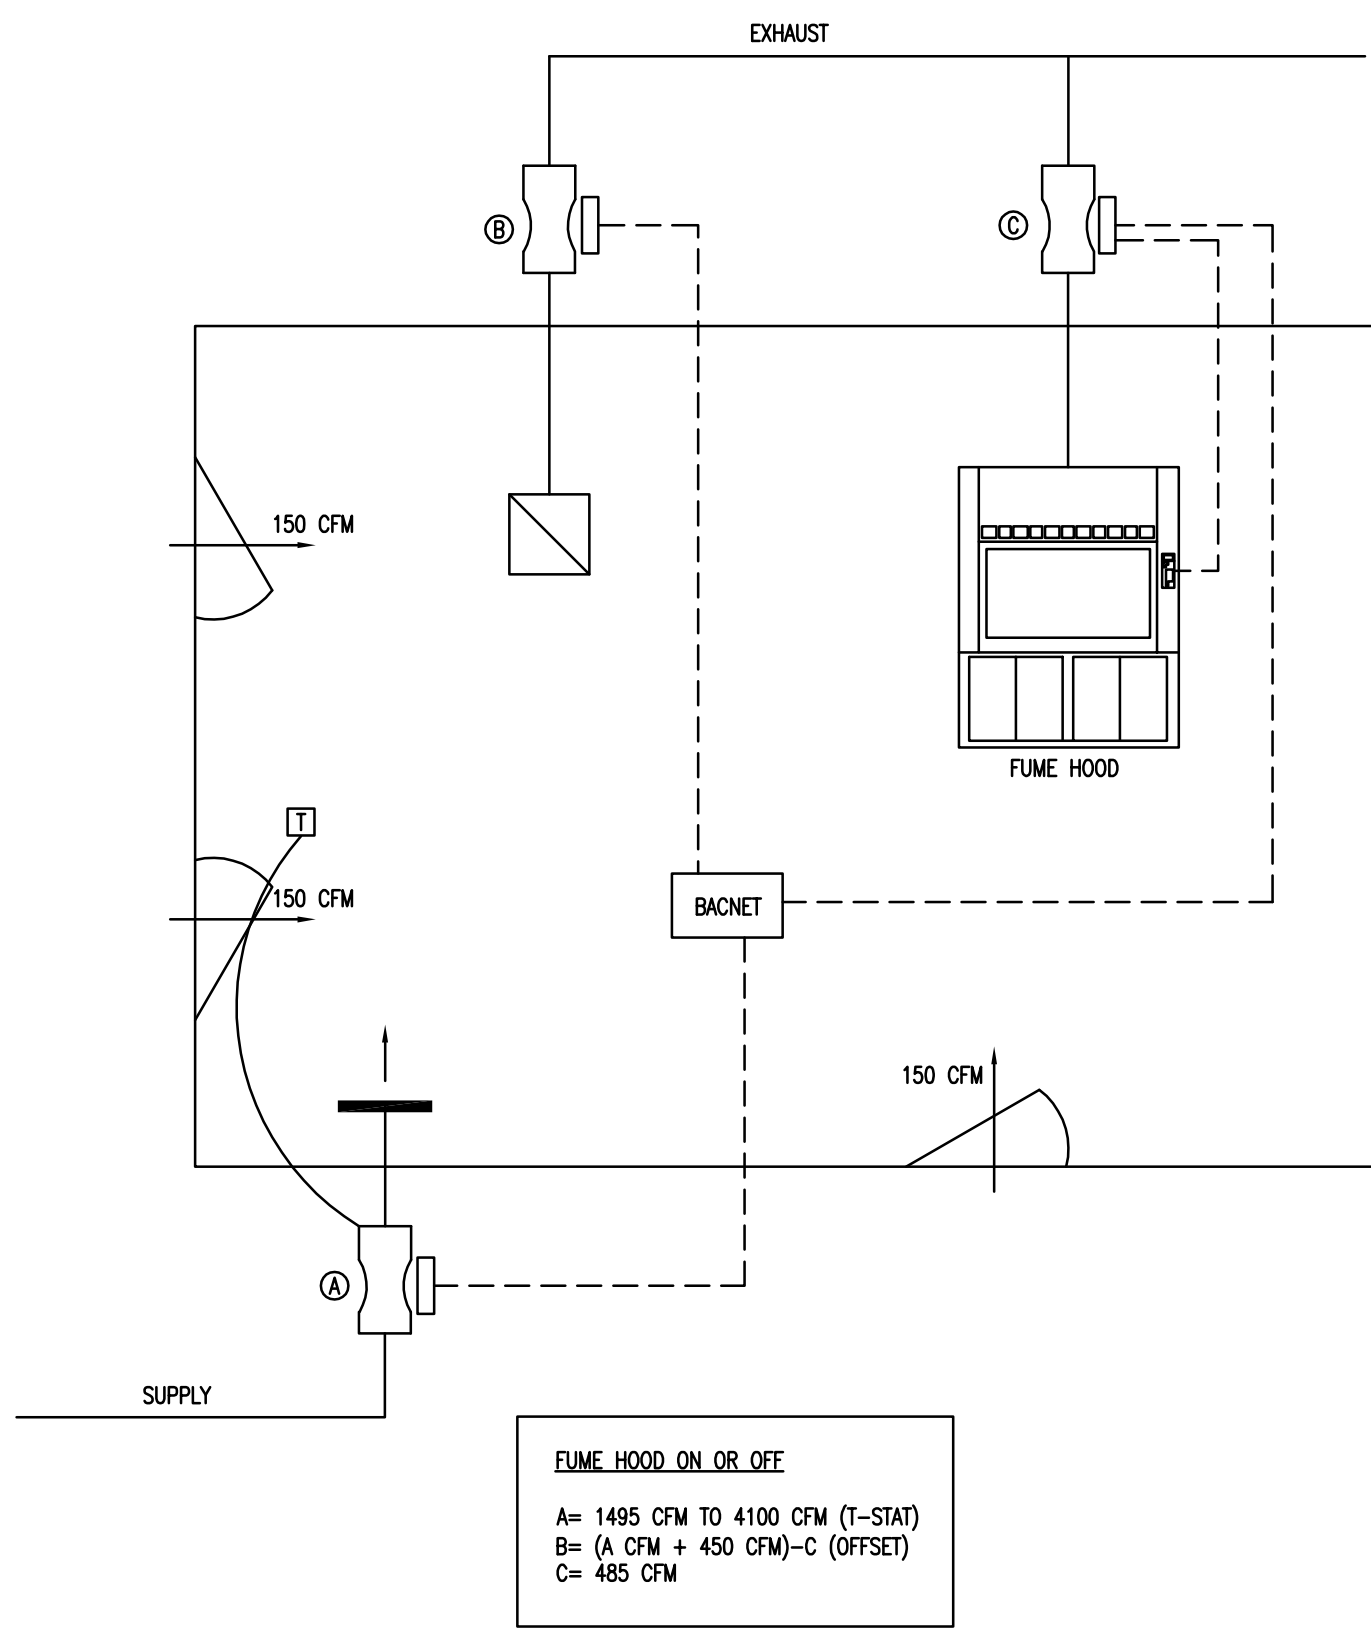 EXHAUST
B
C
150 CFM
FUME HOOD
T
150 CFM
BACNET
150 CFM
A
SUPPLY
FUME HOOD ON OR OFF
A= 1495 CFM TO 4100 CFM (T-STAT)
B= (A CFM + 450 CFM)-C (OFFSET)
C= 485 CFM